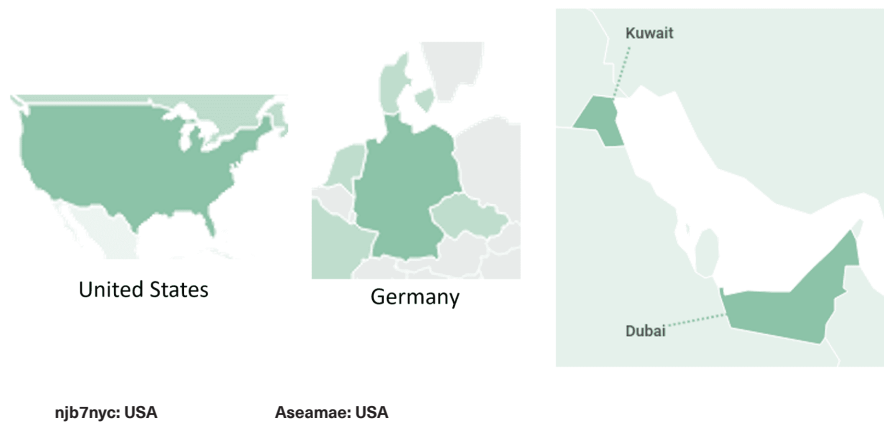 Kuwait
United States
Germany
Dubai
njb7nyc: USA
Aseamae: USA